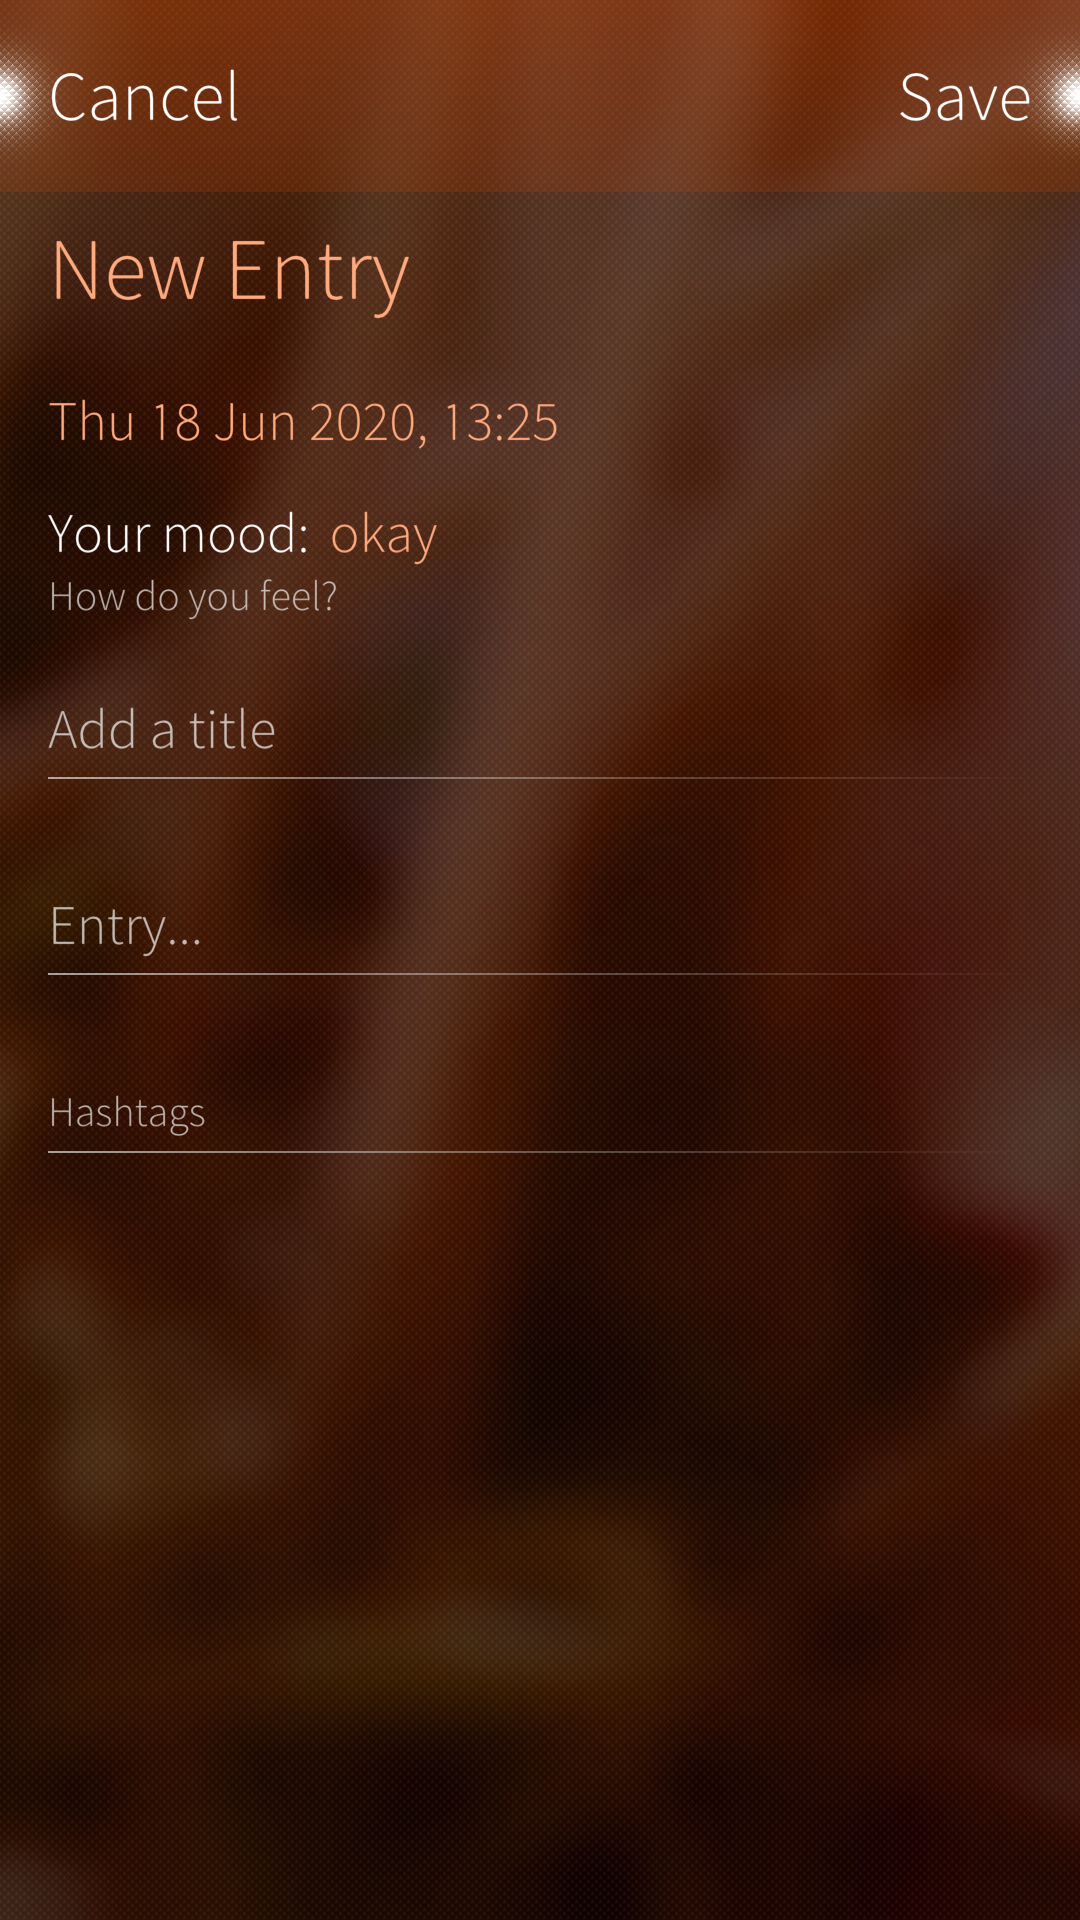 Cancel
Save
New Entry
Thu 18 Jun 2020, 13:25
Your mood: okay
How do you feel?
Add a title
Entry...
Hashtags